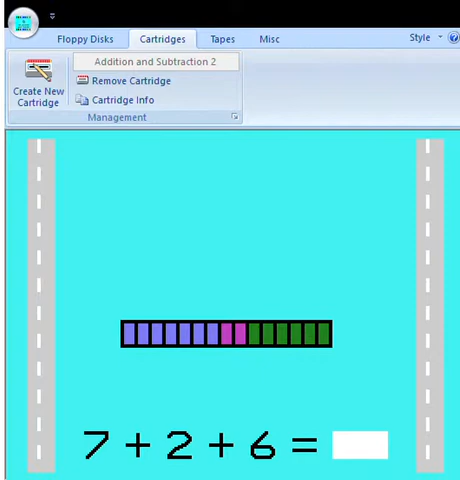 Floppy Disks Cartridges Tapes Misc Style
Addition and Subtraction 2
Create New Cartridge
Remove Cartridge
Cartridge Info
Management
7 + 2 + 6 =